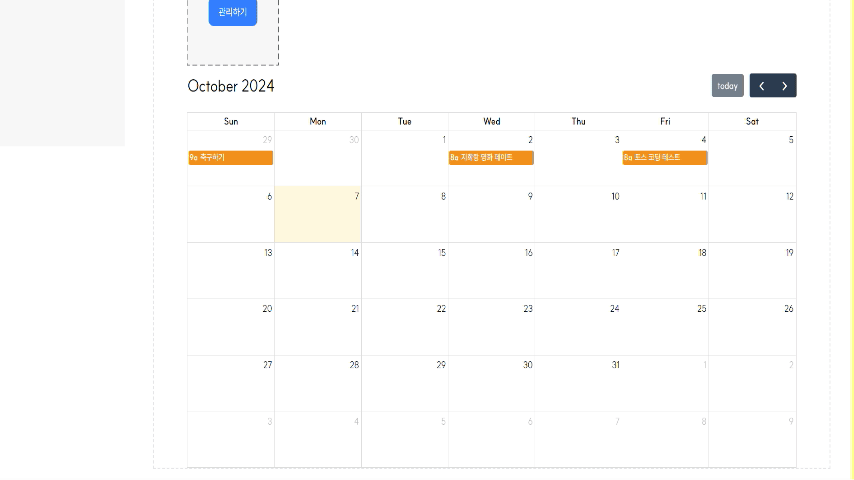 관리하기
October 2024
today
Sun Mon Tue Wed Thu Fri Sat
29 30 1 2 3 4 5
9a 축구하기 8a 지희랑 영화 데이트 8a 토스 코딩 테스트
6 7 8 9 10 11 12
13 14 15 16 17 18 19
20 21 22 23 24 25 26
27 28 29 30 31 1 2
3 4 5 6 7 8 9